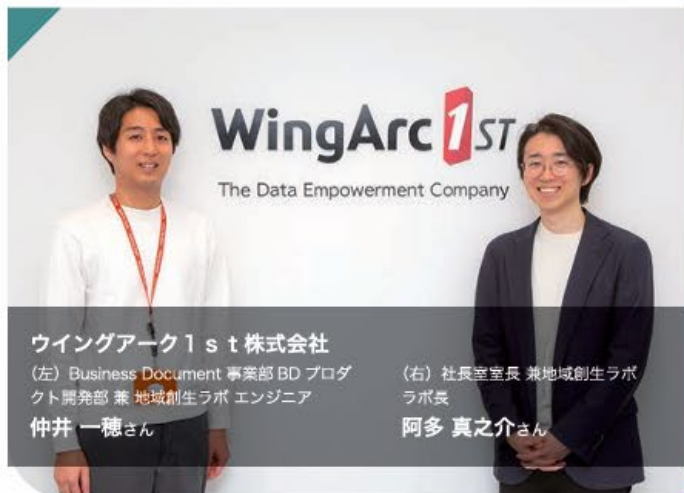 WingArc 1ST
The Data Empowerment Company
ウイングアーク1ｓｔ株式会社
（左）Business Document 事業部 BD プロダ
クト開発部 兼 地域創生ラボ エンジニア
仲井 一穂さん
（右）社長室室長 兼地域創生ラボ
ラボ長
阿多 真之介さん